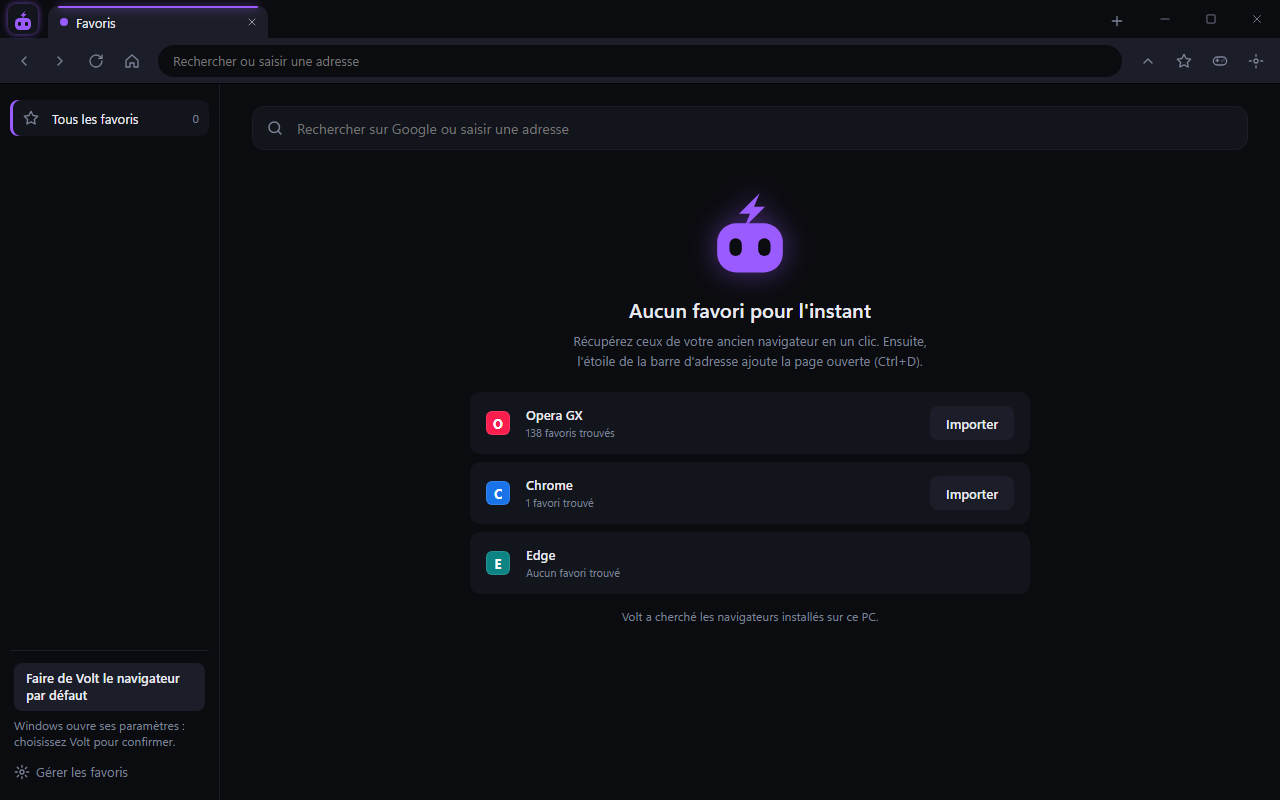 Favoris
Rechercher ou saisir une adresse
Tous les favoris 0
Rechercher sur Google ou saisir une adresse
Aucun favori pour l'instant
Récupérez ceux de votre ancien navigateur en un clic. Ensuite,
l'étoile de la barre d'adresse ajoute la page ouverte (Ctrl+D).
O
Opera GX
138 favoris trouvés
Importer
C
Chrome
1 favori trouvé
Importer
E
Edge
Aucun favori trouvé
Volt a cherché les navigateurs installés sur ce PC.
Faire de Volt le navigateur
par défaut
Windows ouvre ses paramètres :
choisissez Volt pour confirmer.
Gérer les favoris